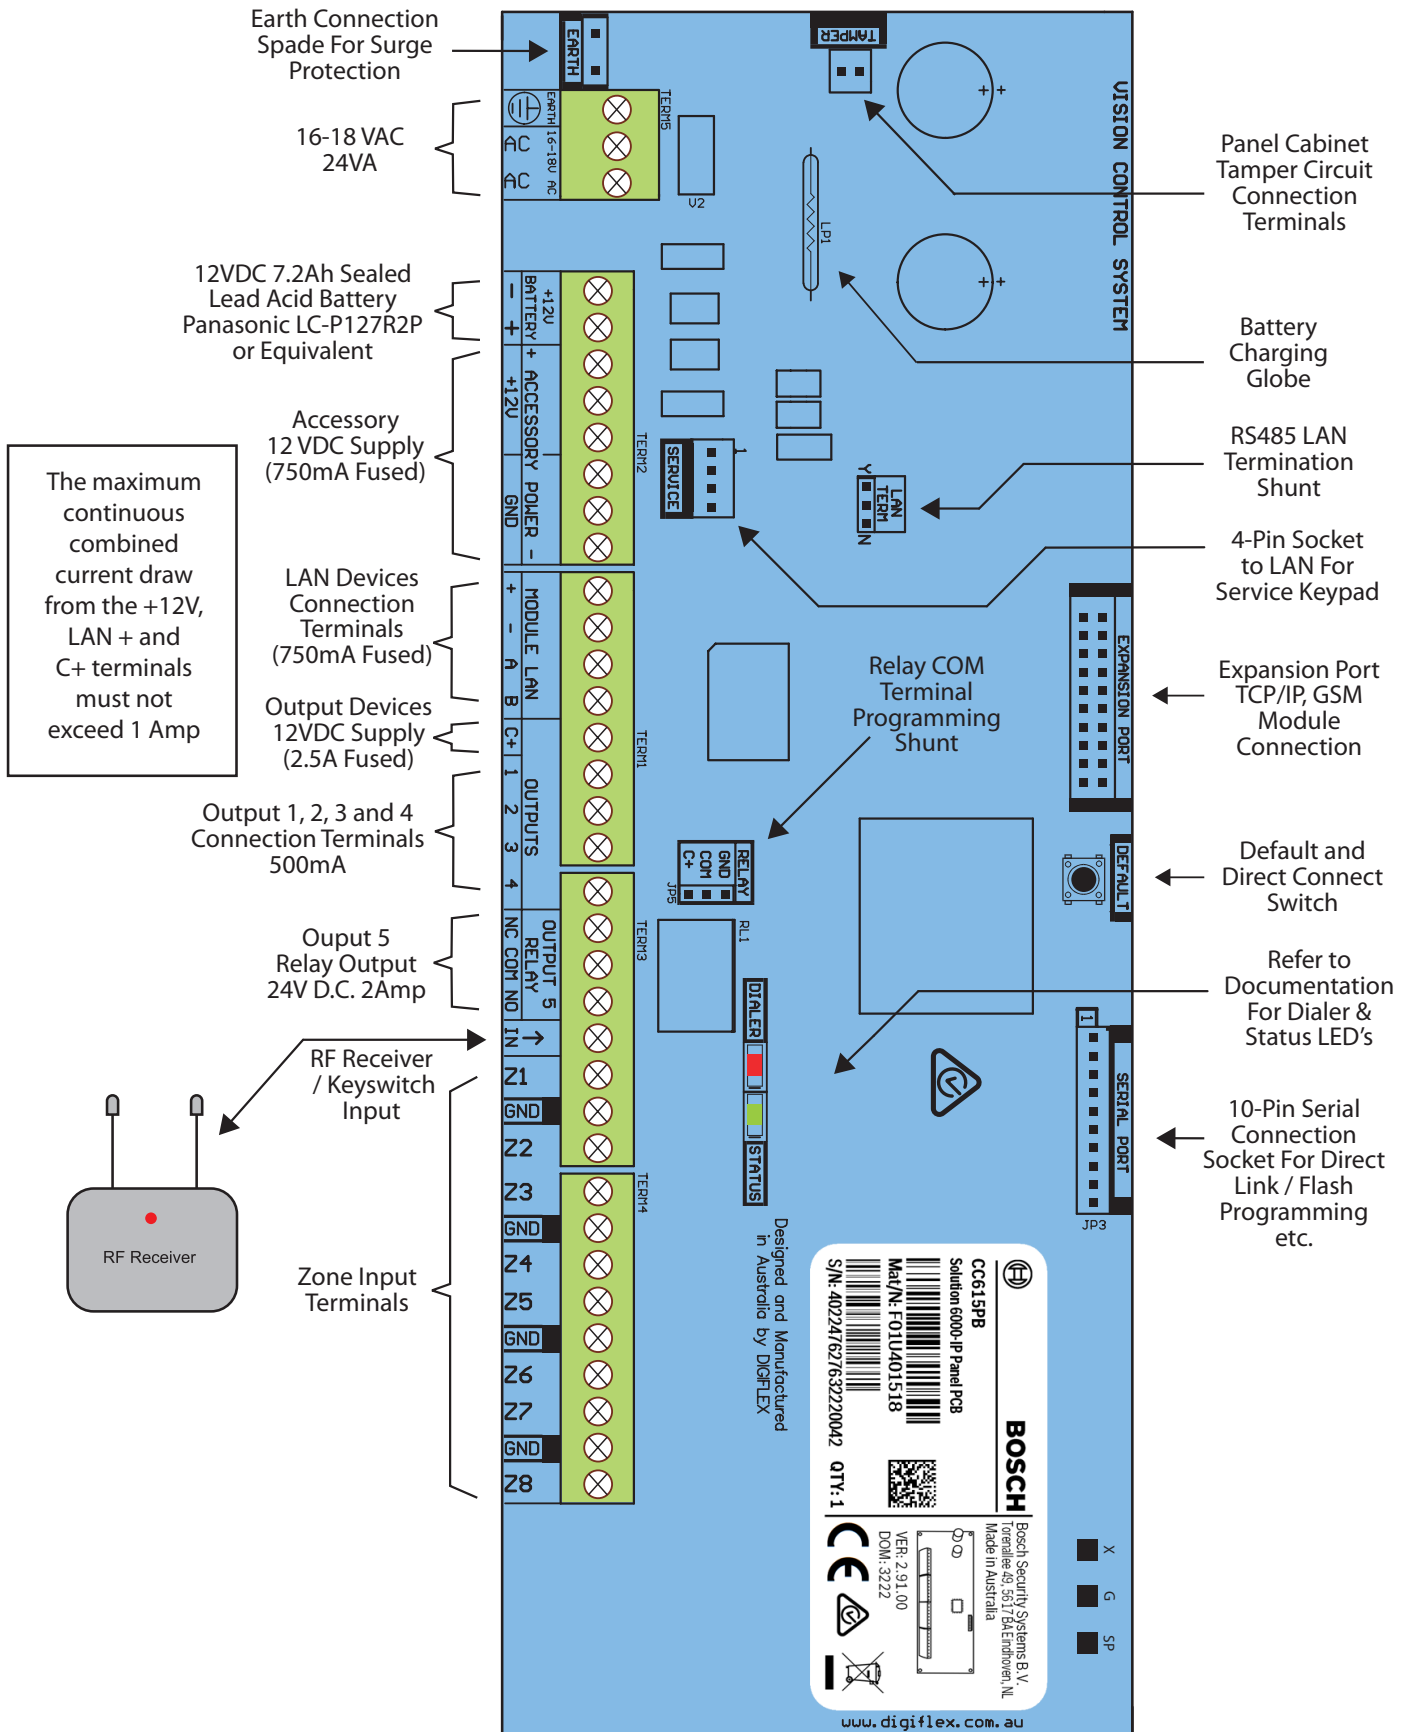 Earth Connection
Spade For Surge
Protection
16-18 VAC
24VA
12VDC 7.2Ah Sealed
Lead Acid Battery
Panasonic LC-P127R2P
or Equivalent
Accessory
12 VDC Supply
(750mA Fused)
The maximum
continuous
combined
current draw
from the +12V,
LAN + and
C+ terminals
must not
exceed 1 Amp
LAN Devices
Connection
Terminals
(750mA Fused)
Output Devices
12VDC Supply
(2.5A Fused)
Output 1, 2, 3 and 4
Connection Terminals
500mA
Ouput 5
Relay Output
24V D.C. 2Amp
RF Receiver
/ Keyswitch
Input
RF Receiver
Zone Input
Terminals
EARTH
EARTH
16-18V AC
AC
AC
TERM5
V2
- +
BATTERY
+12V
+ ACCESSORY POWER -
+12V
GND
TERM2
+ - A B
MODULE LAN
C+
1 2 3 4
OUTPUTS
TERM1
NC COM NO
OUTPUT 5
RELAY
TERM3
IN →
Z1
GND
Z2
Z3
GND
Z4
Z5
GND
Z6
Z7
GND
Z8
TERM4
TAMPER
+ +
LP1
+ +
VISION CONTROL SYSTEM
SERVICE
1
Y
LAN
TERM
N
EXPANSION PORT
Relay COM
Terminal
Programming
Shunt
RELAY
GND
COM
C+
JP5
RL1
DEFAULT
DIALER
STATUS
1
SERIAL PORT
JP3
Designed and Manufactured
in Australia by DIGIFLEX
CC615PB
Solution 6000-IP Panel PCB
Mat/N: F01U401518
S/N: 40224762763222​0042 QTY: 1
BOSCH
Bosch Security Systems B.V.
Torenallee 49, 5617 BA Eindhoven, NL
Made in Australia
VER: 2.91.00
DOM: 3222
CE
X
G
SP
www.digiflex.com.au
Panel Cabinet
Tamper Circuit
Connection
Terminals
Battery
Charging
Globe
RS485 LAN
Termination
Shunt
4-Pin Socket
to LAN For
Service Keypad
Expansion Port
TCP/IP, GSM
Module
Connection
Default and
Direct Connect
Switch
Refer to
Documentation
For Dialer &
Status LED's
10-Pin Serial
Connection
Socket For Direct
Link / Flash
Programming
etc.